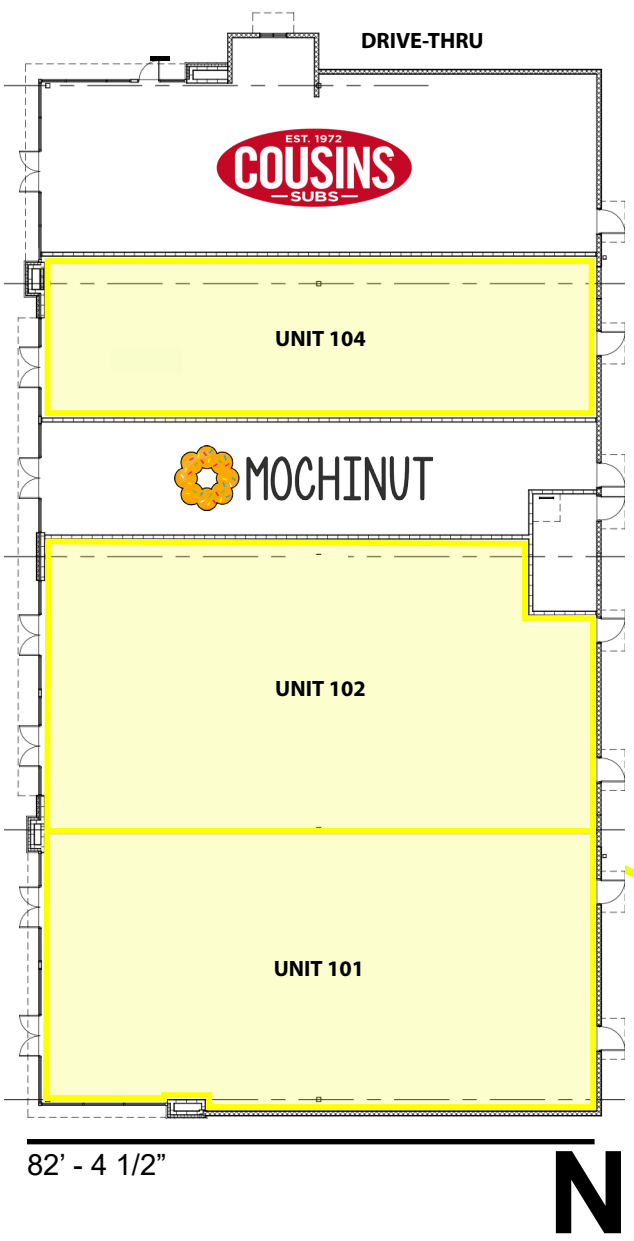 DRIVE-THRU
EST. 1972
COUSINS
SUBS
UNIT 104
MOCHINUT
UNIT 102
UNIT 101
82’ - 4 1/2”
N